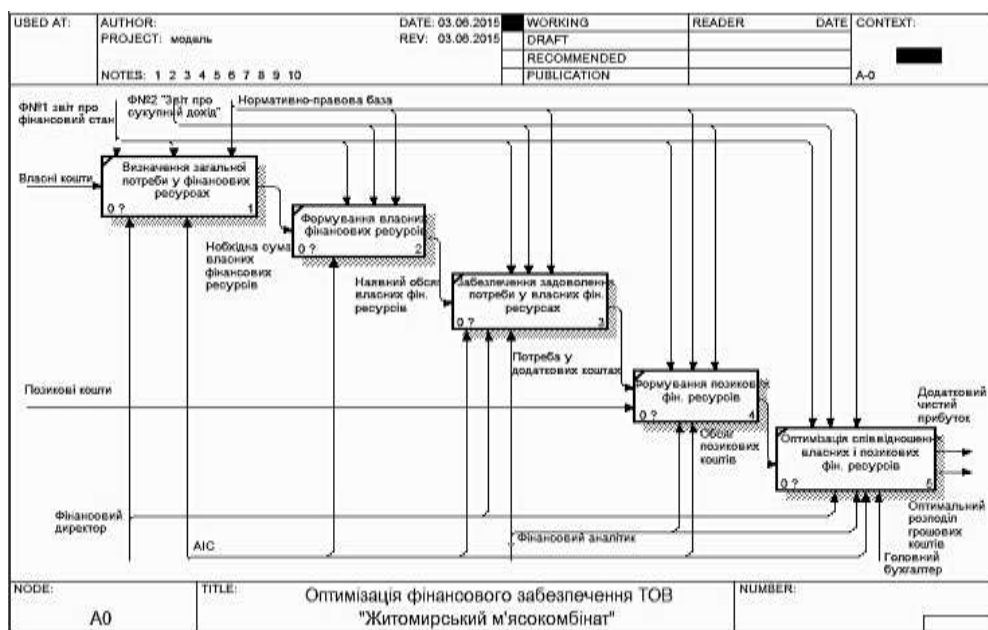 USED AT:
AUTHOR:
DATE: 03.06.2015
WORKING
READER
DATE
CONTEXT:
PROJECT: модель
REV: 03.06.2015
DRAFT
RECOMMENDED
NOTES: 1 2 3 4 5 6 7 8 9 10
PUBLICATION
A-0
Ф№1 звіт про
фінансовий стан
Ф№2 "Звіт про
сукупний дохід"
Нормативно-правова база
Власні кошти
Визначення загальної
потреби у фінансових
ресурсах
0 ?
1
Формування власних
фінансових ресурсів
0 ?
2
Нобхідна сума
власних
фінансових
ресурсів
Забезпечення задоволення
потреби у власних фін.
ресурсах
0 ?
3
Наявний обсяг
власних фін.
ресурсів
Потреба у
додаткових коштах
Позикові кошти
Формування позикових
фін. ресурсів
0 ?
4
Обсяг
позикових
коштів
Оптимізація співвідношення
власних і позикових
фін. ресурсів
0 ?
5
Додатковий
чистий
прибуток
Оптимальний
розподіл
грошових
коштів
Фінансовий
директор
АІС
Фінансовий аналітик
Головний
бухгалтер
NODE:
A0
TITLE:
Оптимізація фінансового забезпечення ТОВ
"Житомирський м'ясокомбінат"
NUMBER: